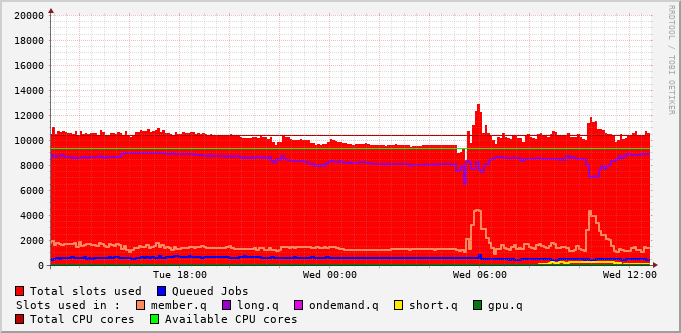 20000
18000
16000
14000
12000
10000
8000
6000
4000
2000
0
Tue 18:00 Wed 00:00 Wed 06:00 Wed 12:00
Total slots used Queued Jobs
Slots used in : member.q long.q ondemand.q short.q gpu.q
Total CPU cores Available CPU cores
RRDTOOL / TOBI OETIKER